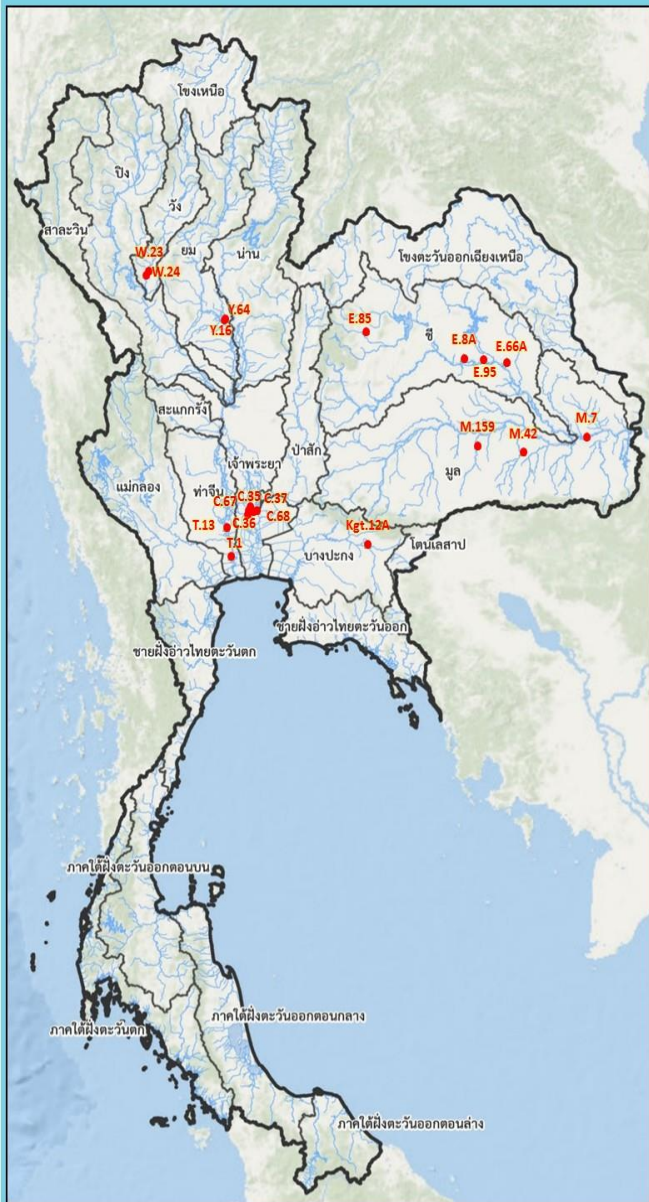 โขงเหนือ
ปิง
วัง
สาละวิน
ยม
น่าน
W.23
W.24
โขงตะวันออกเฉียงเหนือ
Y.64
Y.16
E.85
ชี
E.8A
E.66A
E.95
สะแกกรัง
M.159
M.42
M.7
ป่าสัก
เจ้าพระยา
มูล
แม่กลอง
ท่าจีน
C.67
C.35
C.37
C.68
T.13
C.36
T.1
Kgt.12A
บางปะกง
โตนเลสาป
ชายฝั่งอ่าวไทยตะวันออก
ชายฝั่งอ่าวไทยตะวันตก
ภาคใต้ฝั่งตะวันออกตอนบน
ภาคใต้ฝั่งตะวันออกตอนกลาง
ภาคใต้ฝั่งตะวันตก
ภาคใต้ฝั่งตะวันออกตอนล่าง